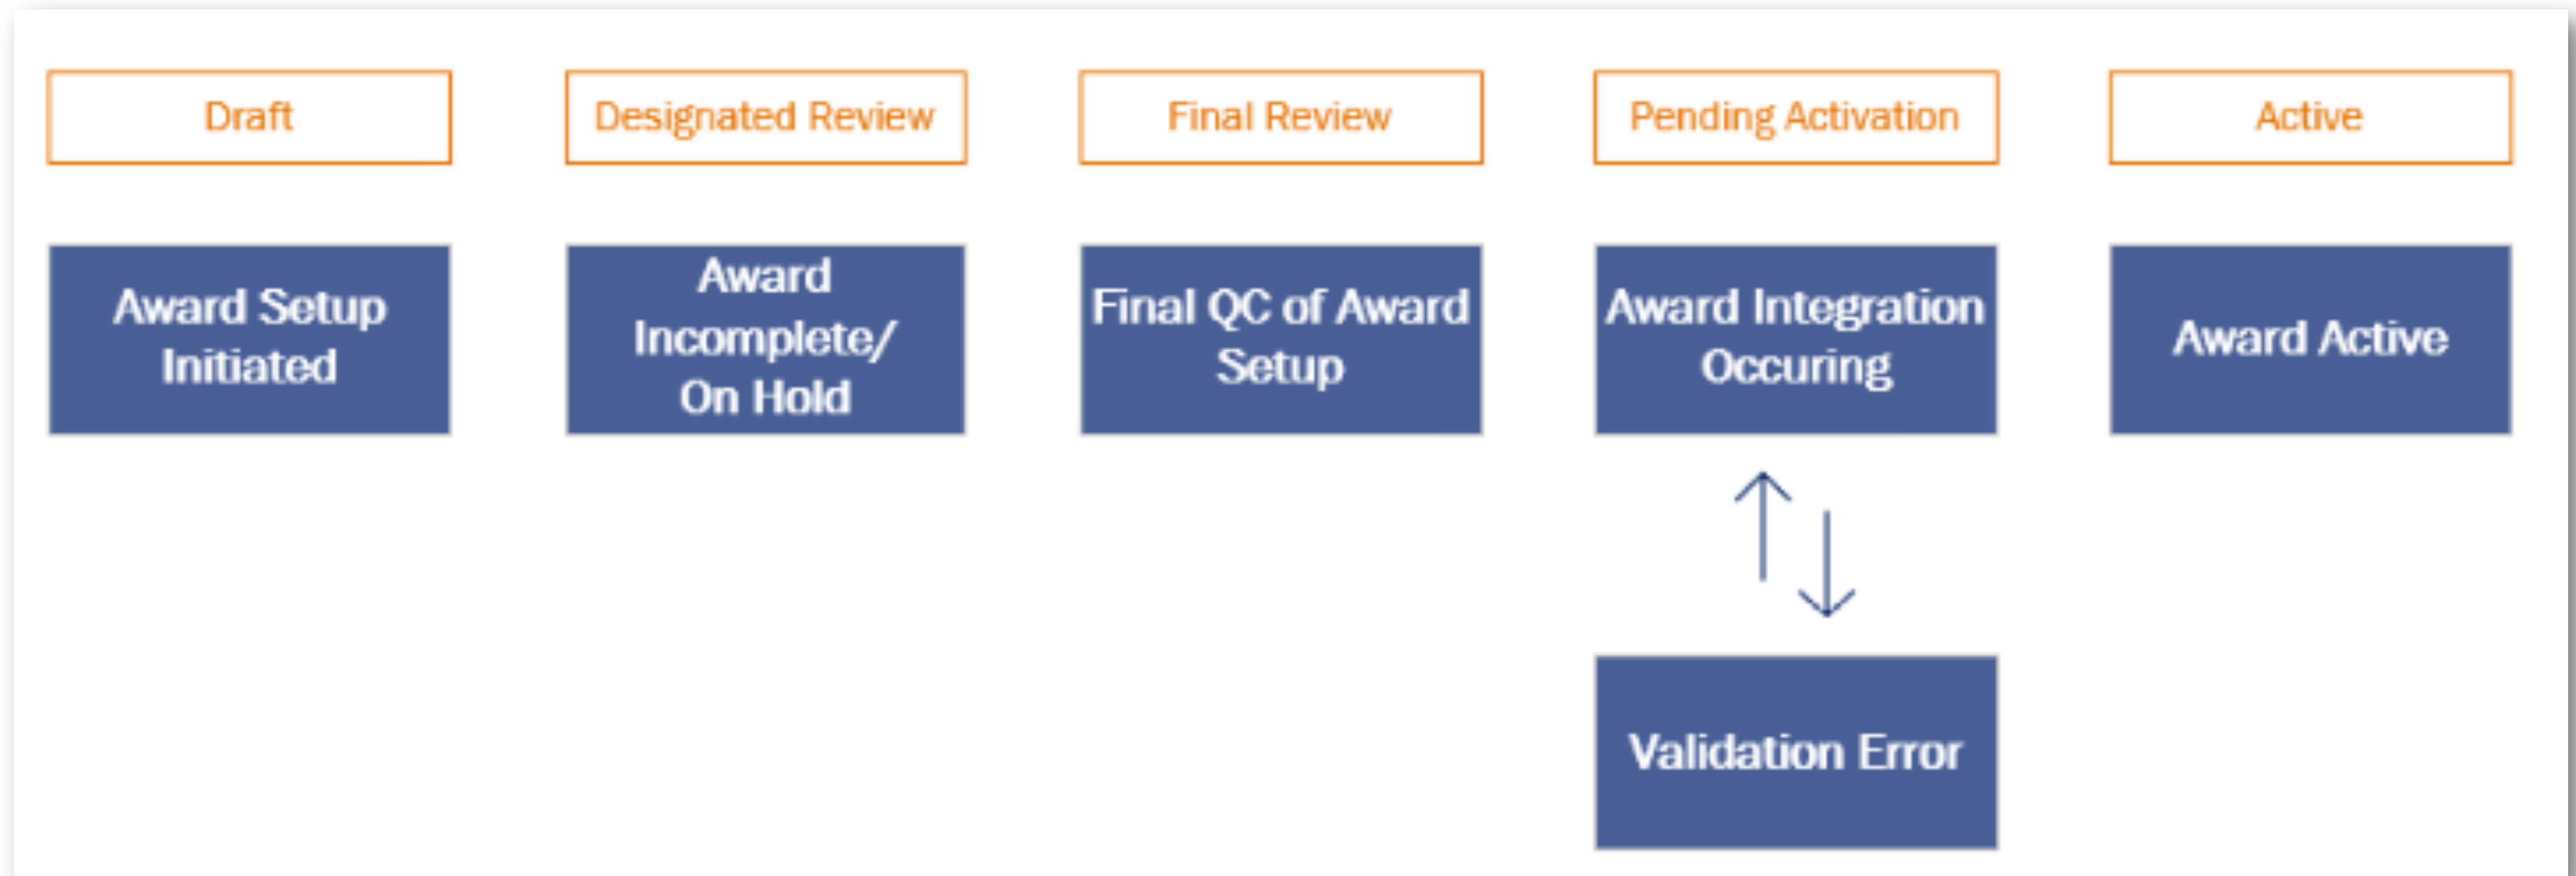 Draft
Designated Review
Final Review
Pending Activation
Active
Award Setup
Initiated
Award
Incomplete/
On Hold
Final QC of Award
Setup
Award Integration
Occuring
Award Active
Validation Error